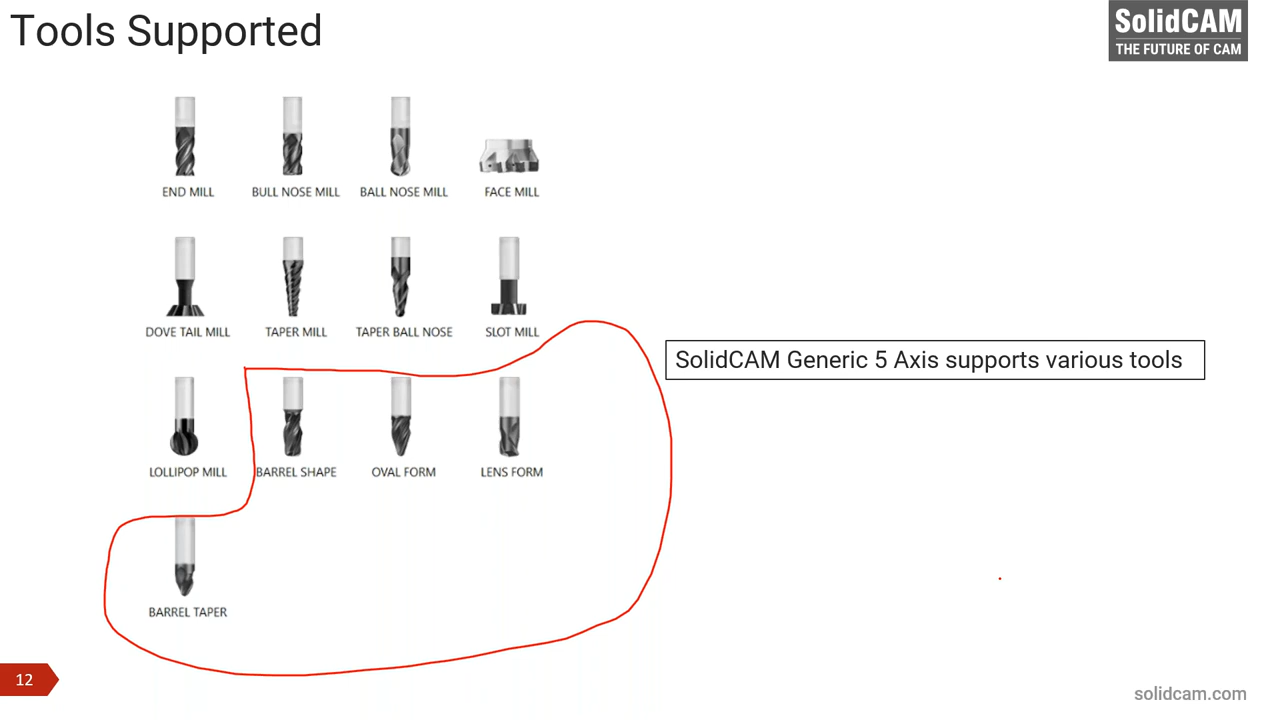 Tools Supported
SolidCAM
THE FUTURE OF CAM
END MILL
BULL NOSE MILL
BALL NOSE MILL
FACE MILL
DOVE TAIL MILL
TAPER MILL
TAPER BALL NOSE
SLOT MILL
SolidCAM Generic 5 Axis supports various tools
LOLLIPOP MILL
BARREL SHAPE
OVAL FORM
LENS FORM
BARREL TAPER
12
solidcam.com